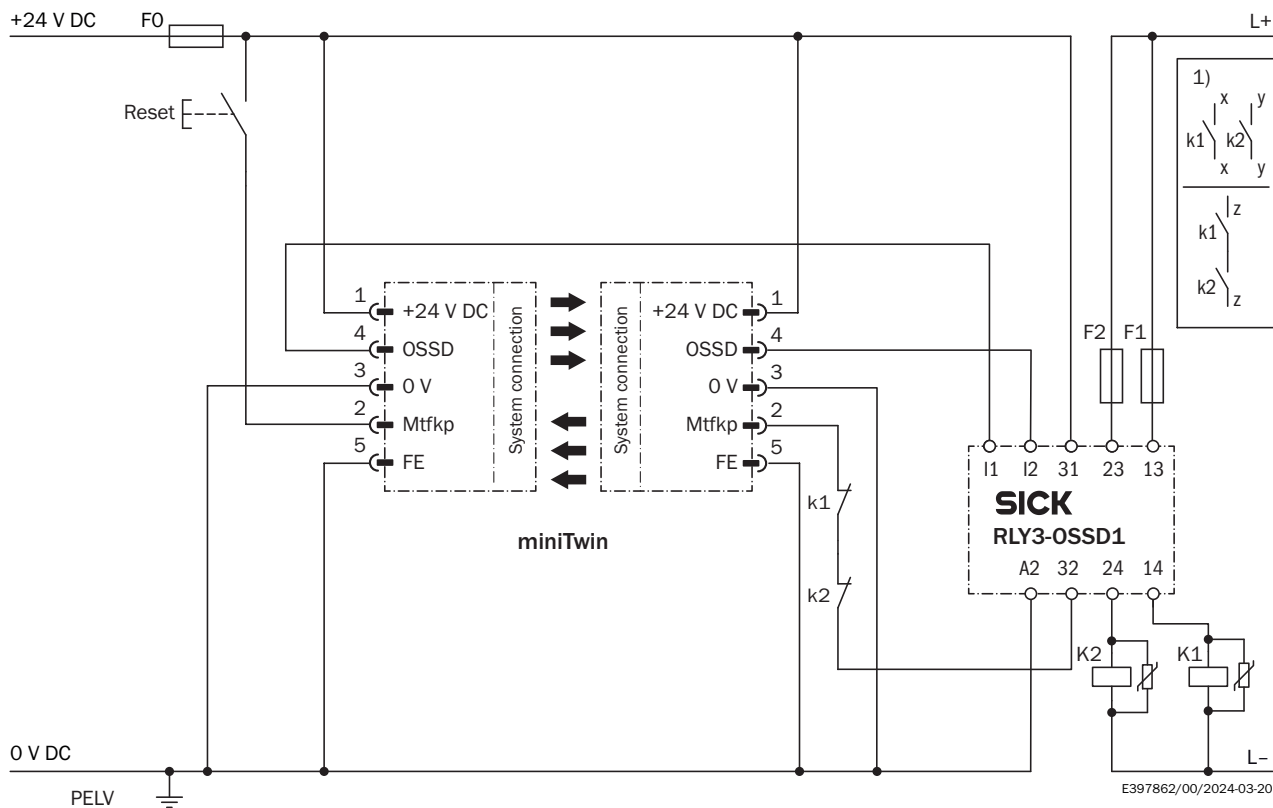 +24 V DC
F0
L+
Reset
1)
x
y
k1
k2
x
y
z
k1
k2
z
F2
F1
1
+24 V DC
4
OSSD
3
0 V
2
Mtfkp
5
FE
System connection
System connection
+24 V DC
1
OSSD
4
0 V
3
Mtfkp
2
FE
5
miniTwin
k1
k2
I1
I2
31
23
13
SICK
RLY3-OSSD1
A2
32
24
14
K2
K1
0 V DC
L–
PELV
E397862/00/2024-03-20